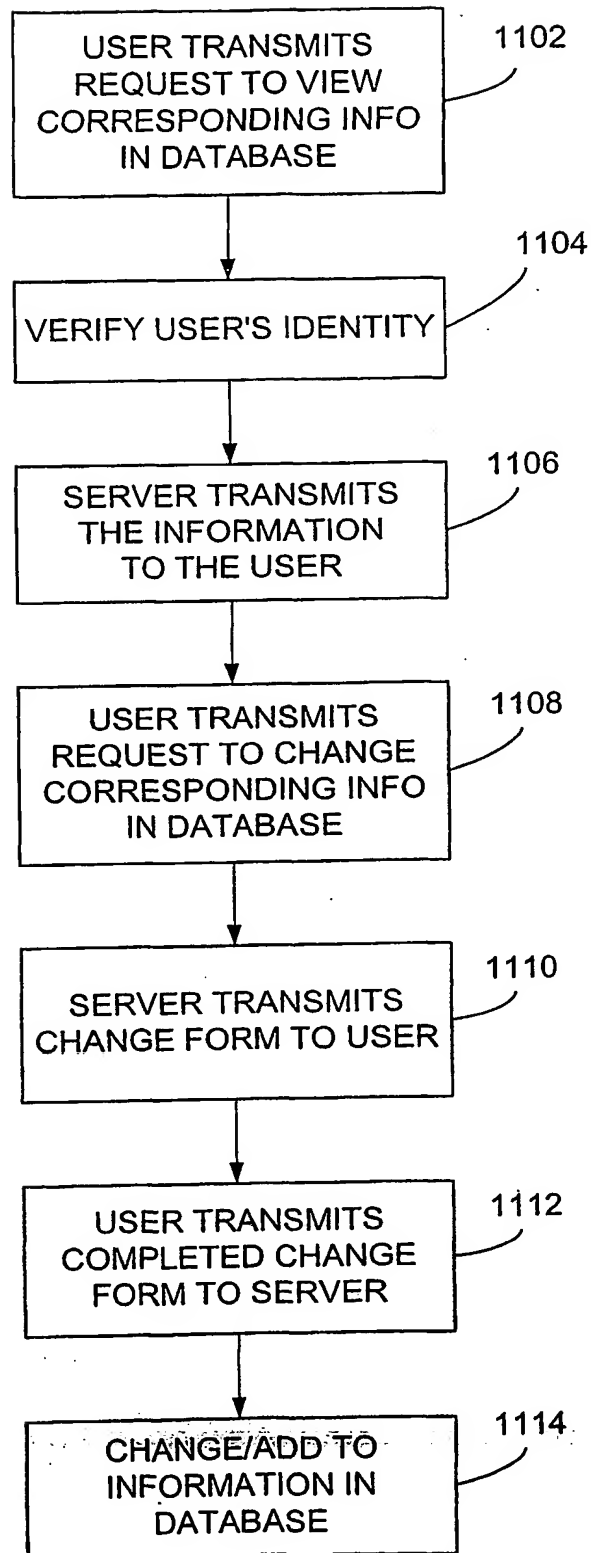 USER TRANSMITS
REQUEST TO VIEW
CORRESPONDING INFO
IN DATABASE
1102
VERIFY USER'S IDENTITY
1104
SERVER TRANSMITS
THE INFORMATION
TO THE USER
1106
USER TRANSMITS
REQUEST TO CHANGE
CORRESPONDING INFO
IN DATABASE
1108
SERVER TRANSMITS
CHANGE FORM TO USER
1110
USER TRANSMITS
COMPLETED CHANGE
FORM TO SERVER
1112
CHANGE/ADD TO
INFORMATION IN
DATABASE
1114